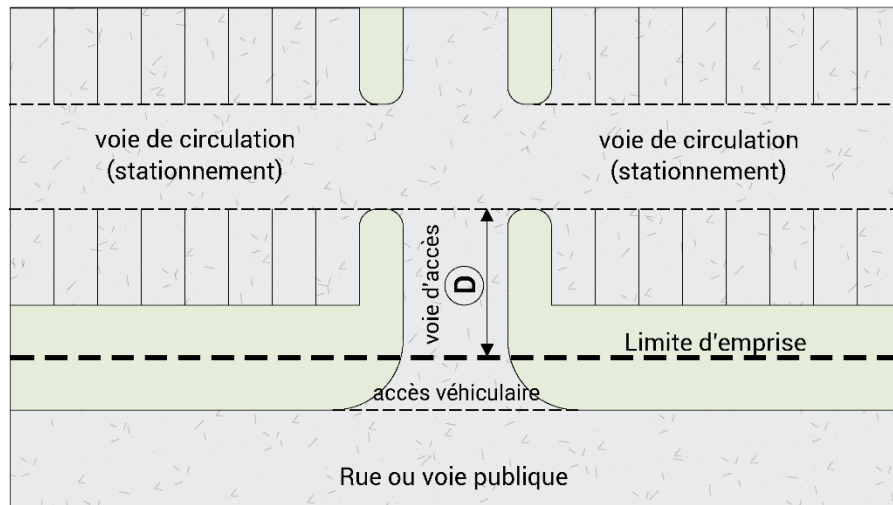 voie de circulation
(stationnement)
voie de circulation
(stationnement)
voie d'accès
D
Limite d'emprise
accès véhiculaire
Rue ou voie publique